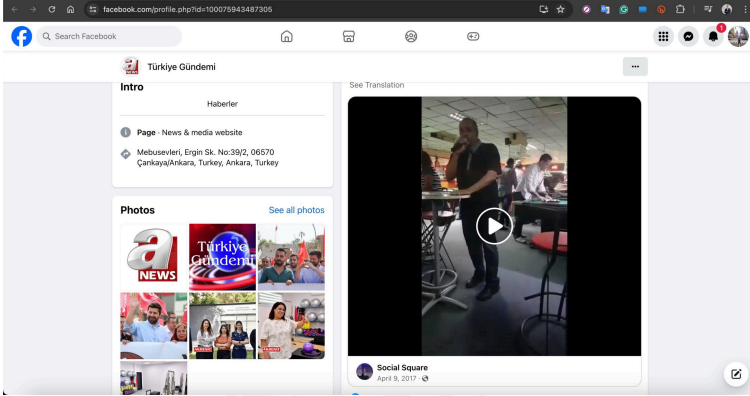 facebook.com/profile.php?id=100075943487305
Search Facebook
1
Türkiye Gündemi
Intro
Haberler
Page · News & media website
Mebusevleri, Ergin Sk. No:39/2, 06570
Çankaya/Ankara, Turkey, Ankara, Turkey
Photos
See all photos
a
NEWS
Türkiye
Gündemi
See Translation
Social Square
April 9, 2017 ·